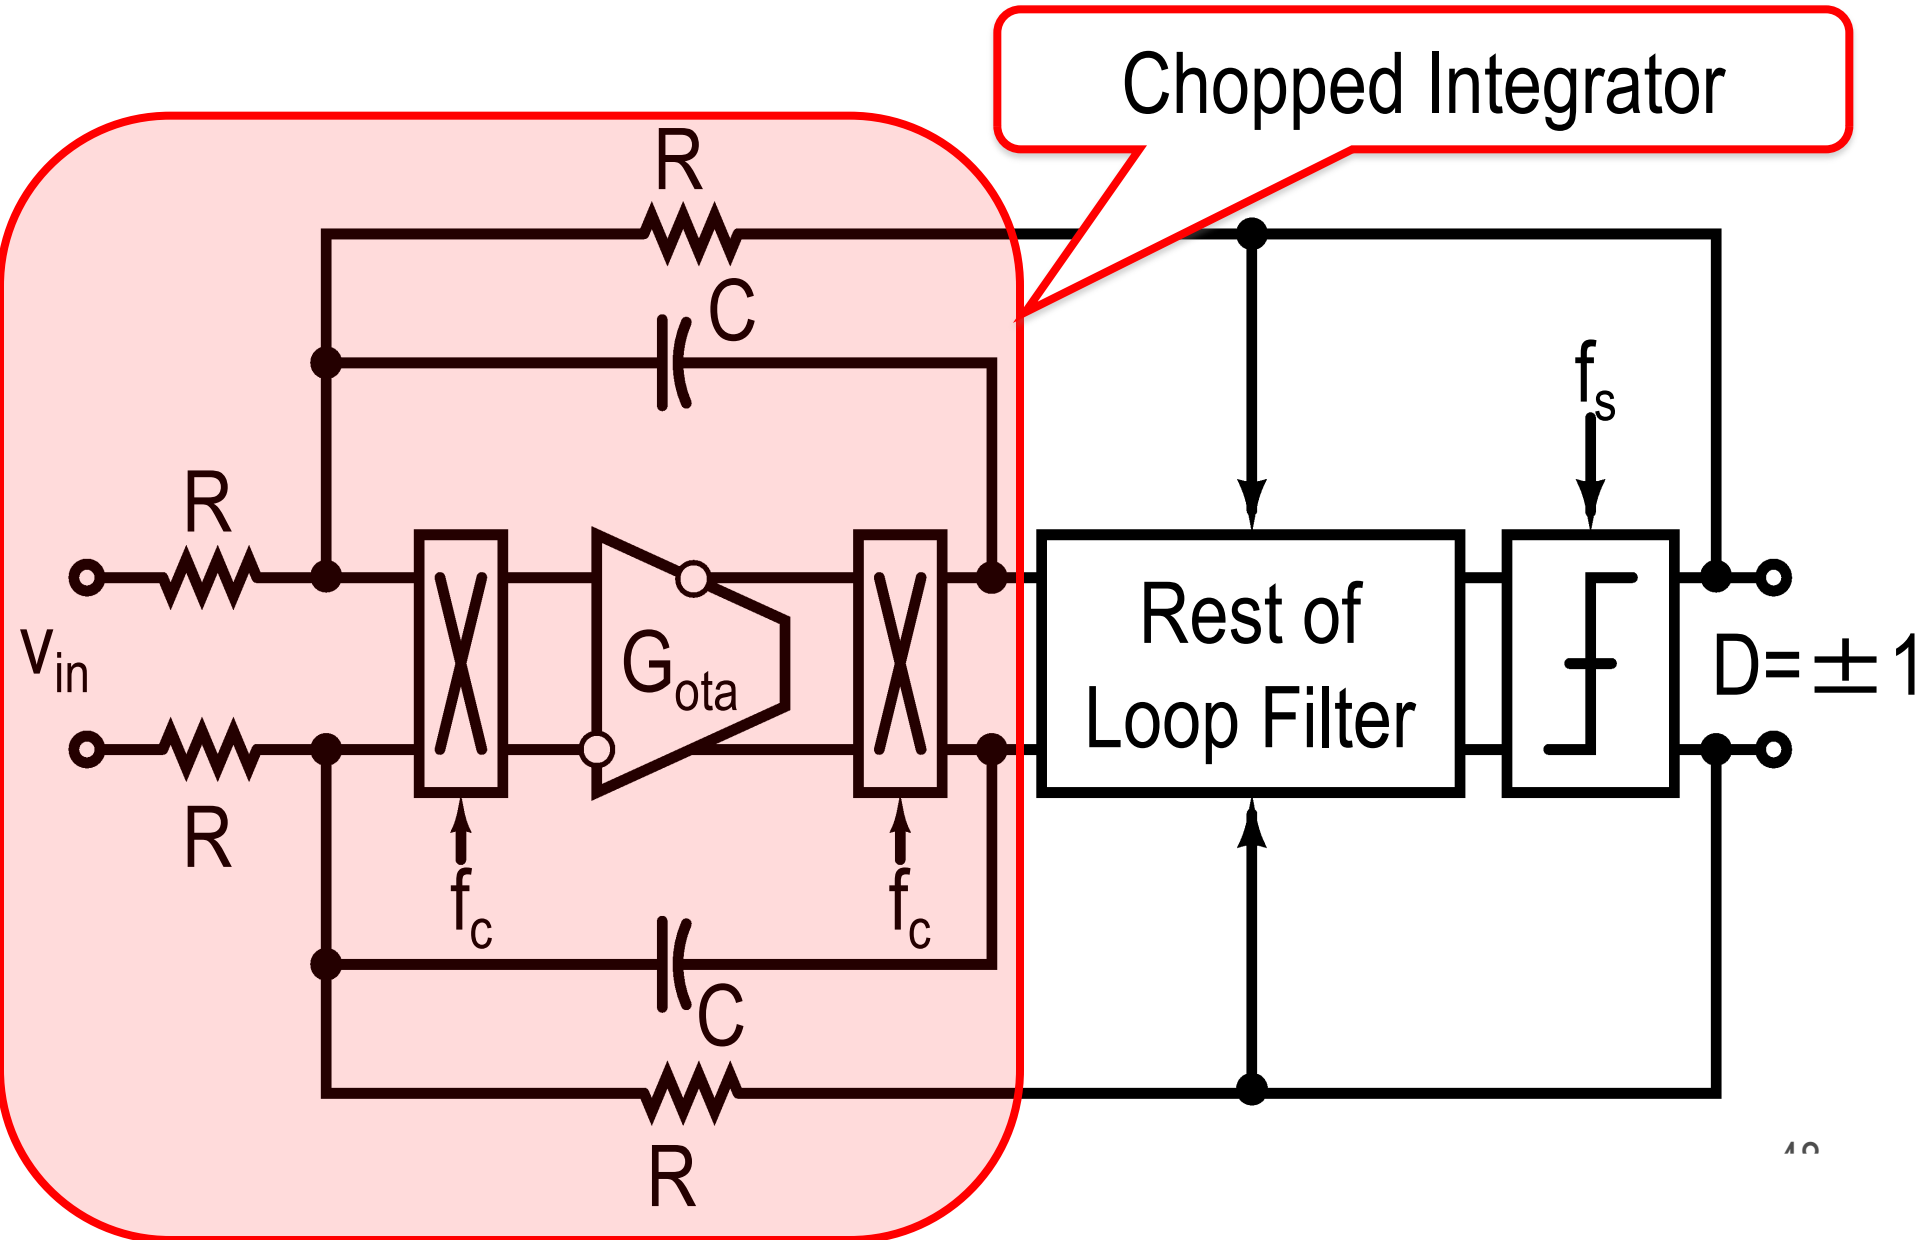 Chopped Integrator
R
C
f_s
R
v_in
G_ota
Rest of
Loop Filter
D=±1
R
f_c
f_c
C
R